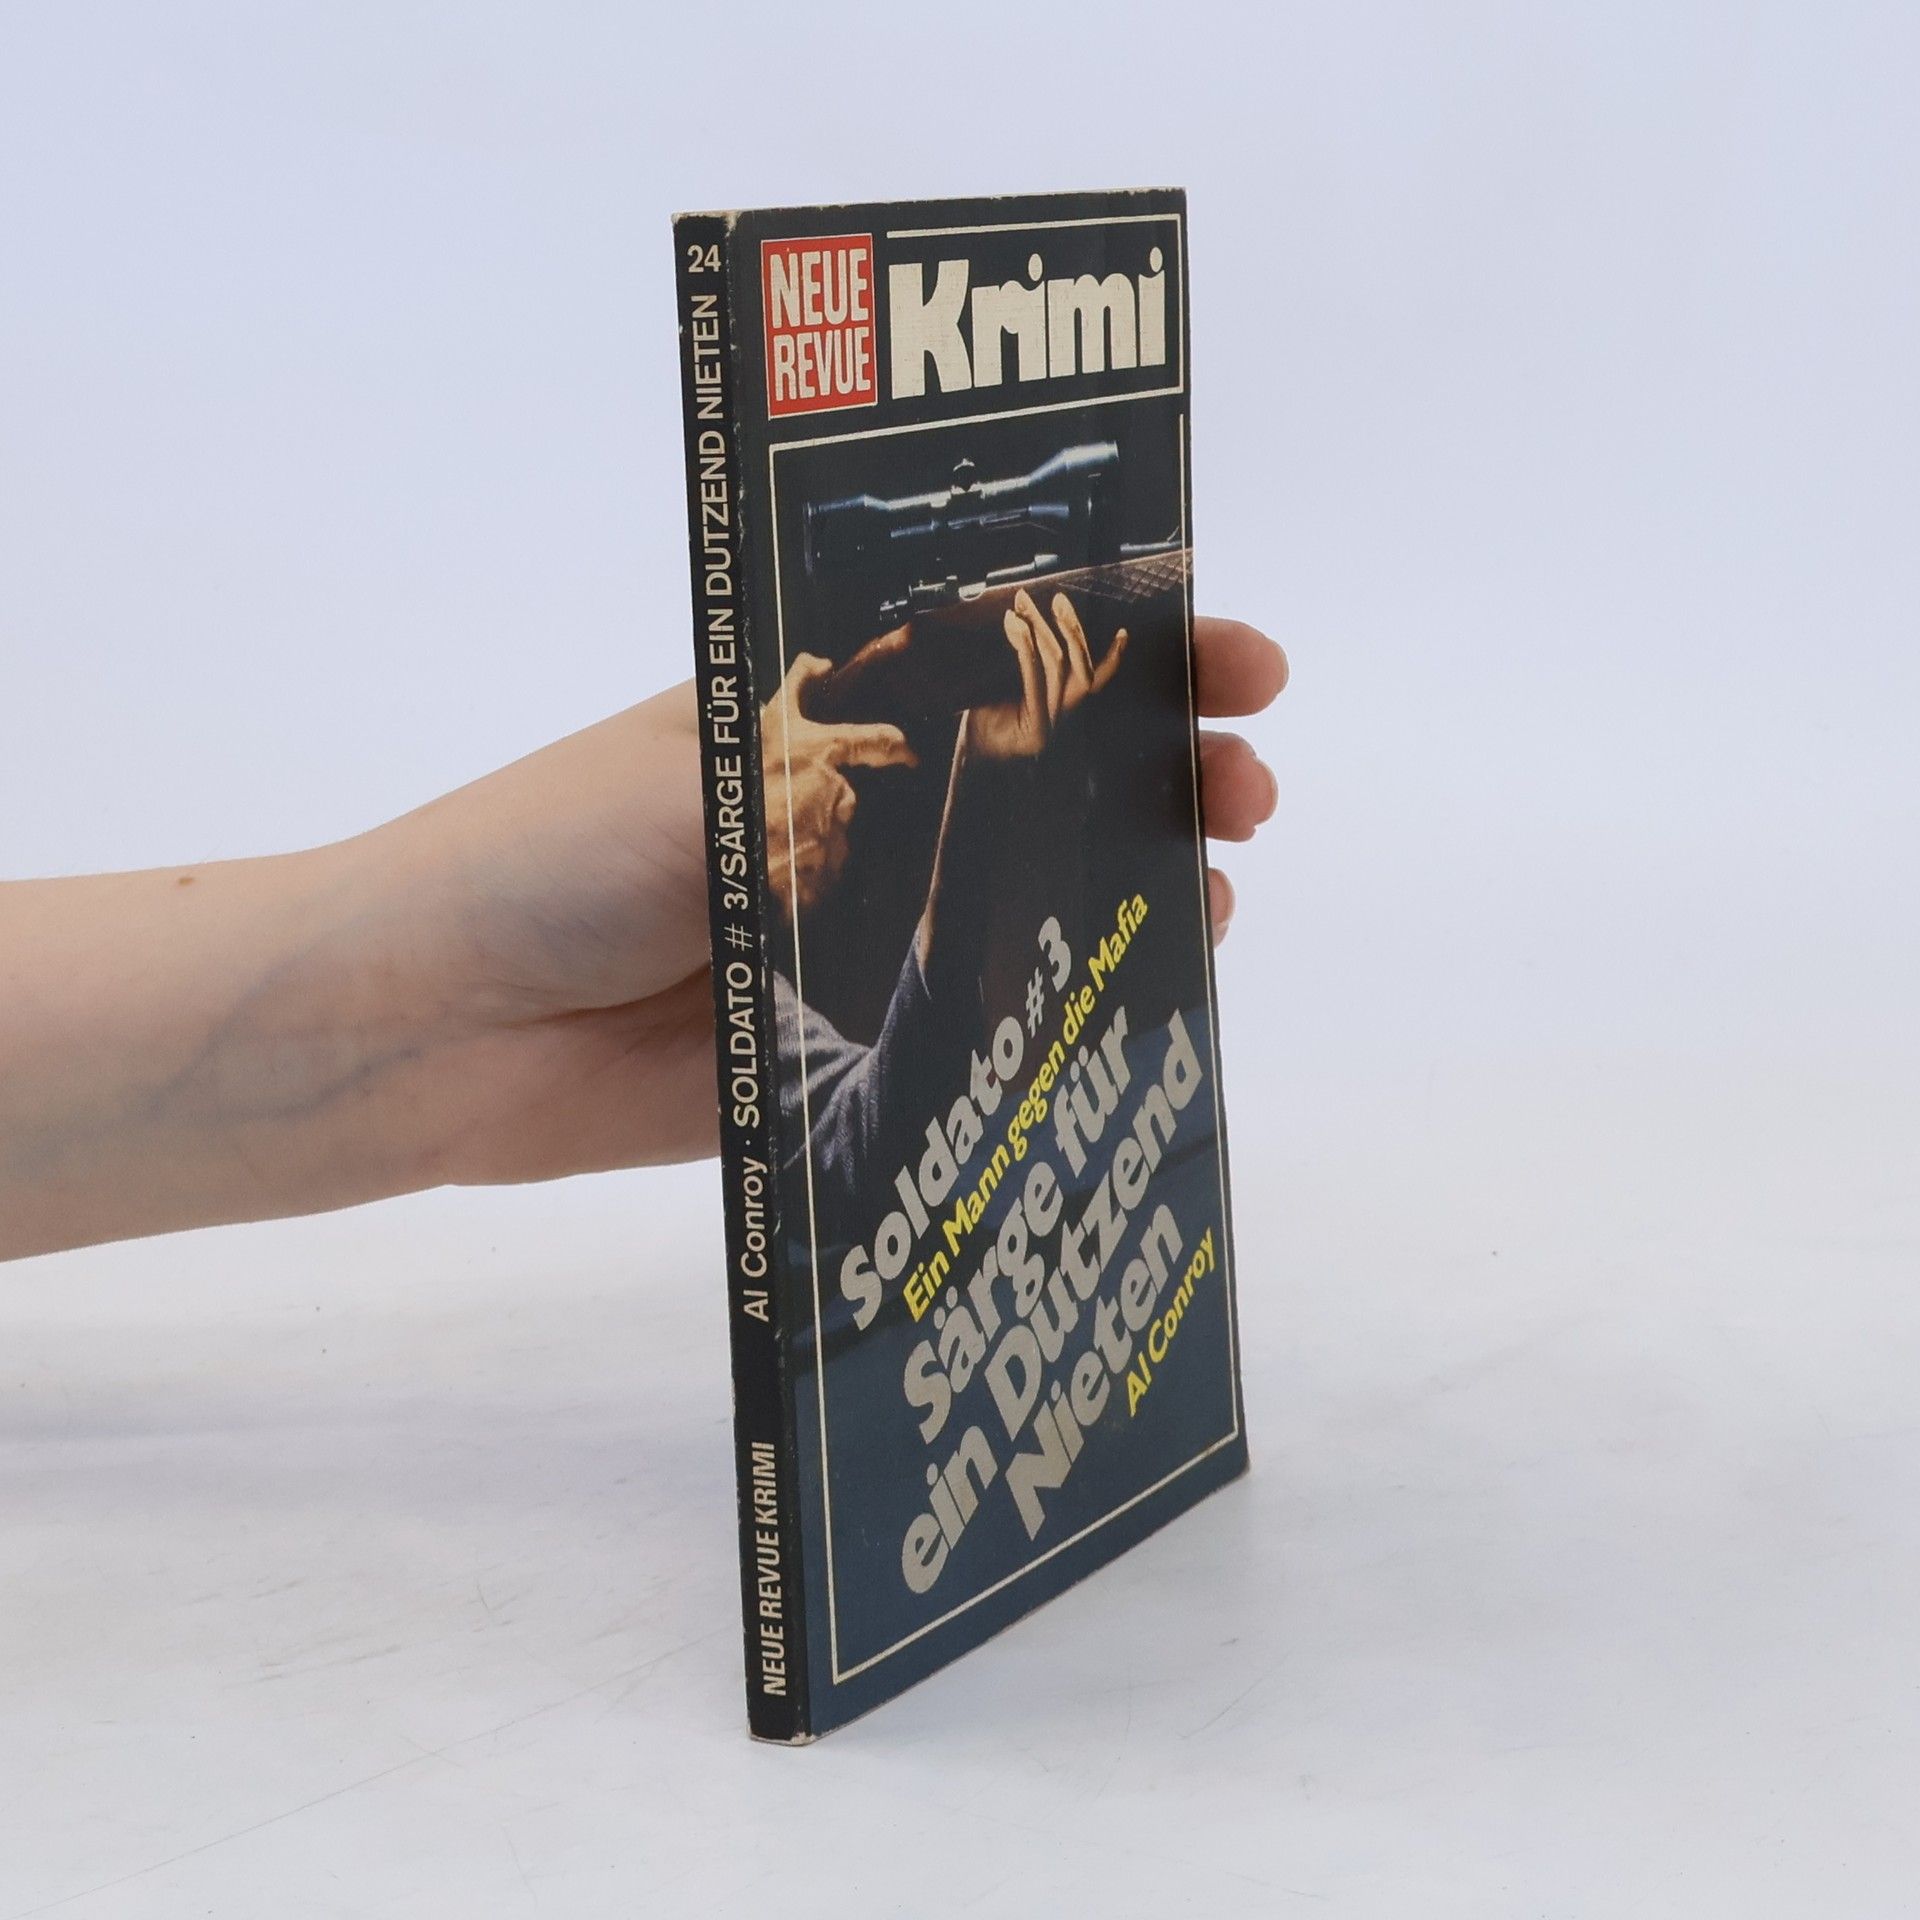 NEUE REVUE KRIMI Al Conroy · SOLDATO # 3/SÄRGE FÜR EIN DUTZEND NIETEN 24
NEUE
REVUE
Krimi
Soldato # 3
Ein Mann gegen die Mafia
Särge für
ein Dutzend
Nieten
Al Conroy